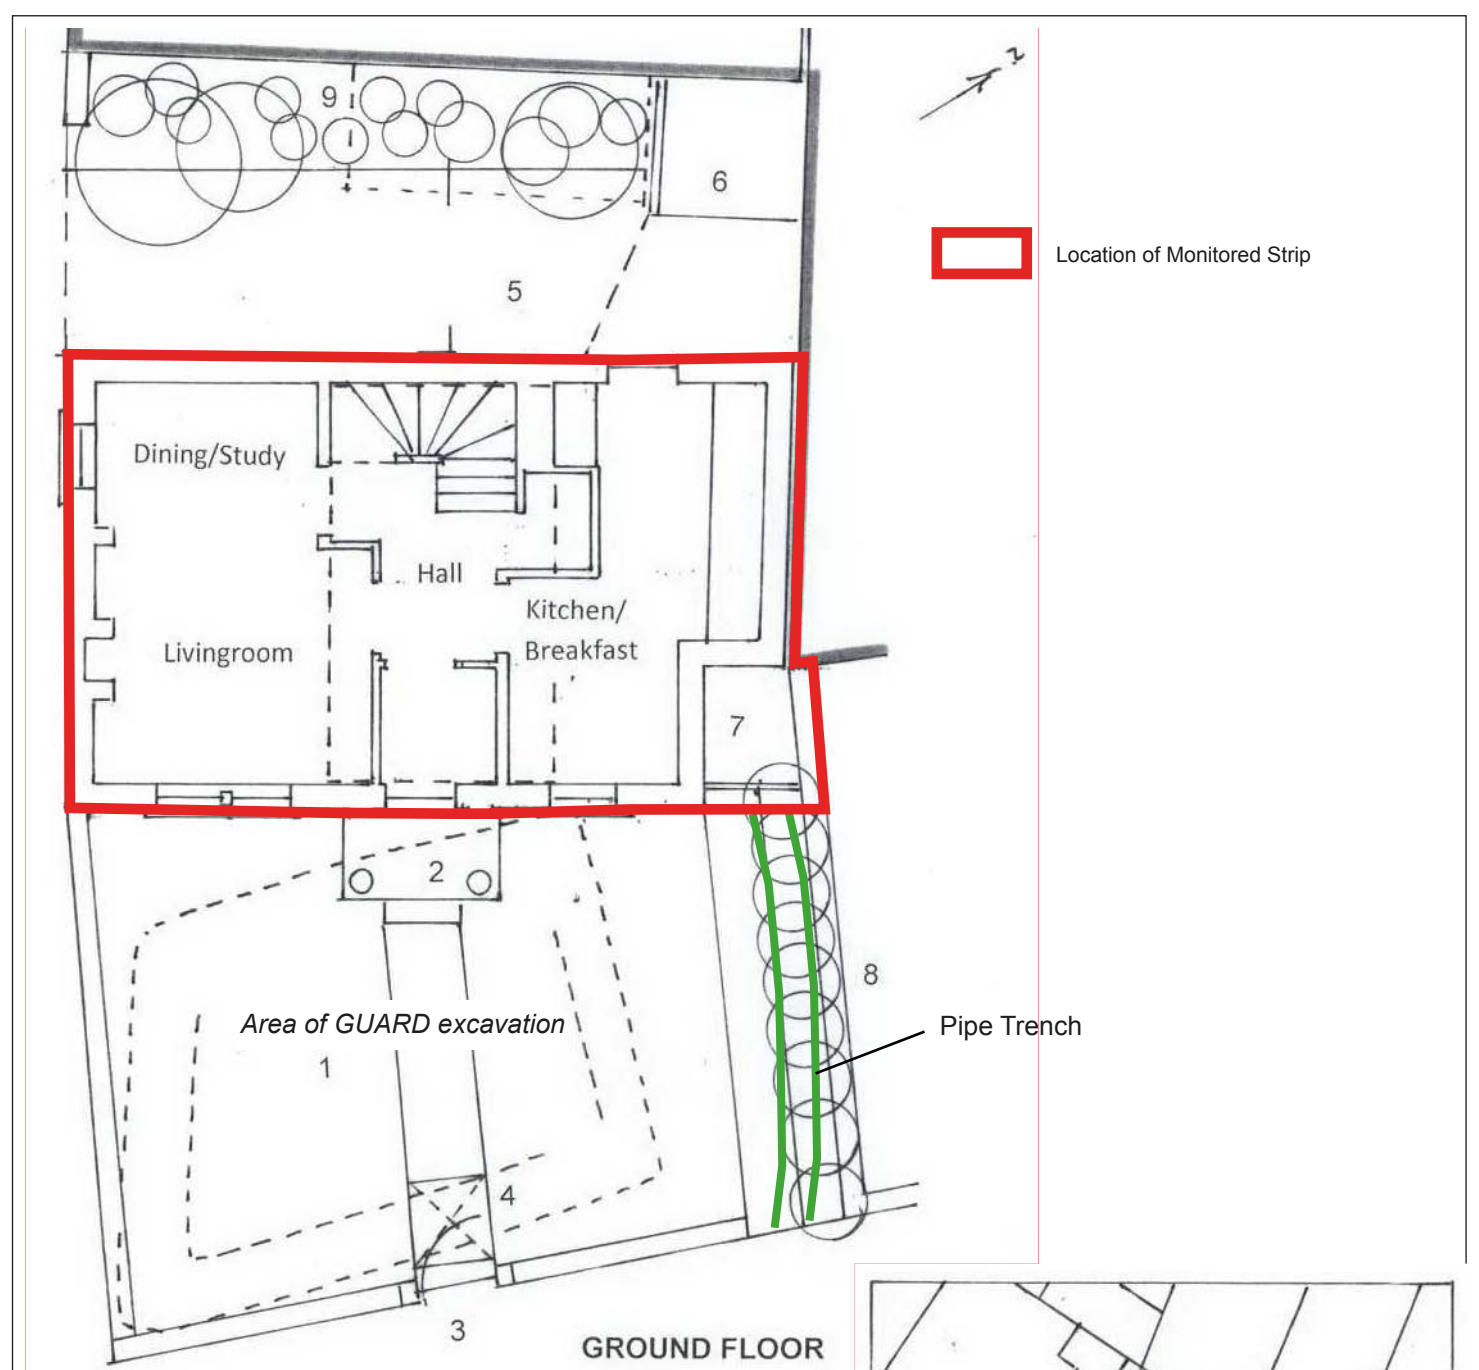 9
6
Location of Monitored Strip
5
Dining/Study
Hall
Kitchen/
Breakfast
Livingroom
7
2
8
Area of GUARD excavation
Pipe Trench
1
4
3
GROUND FLOOR